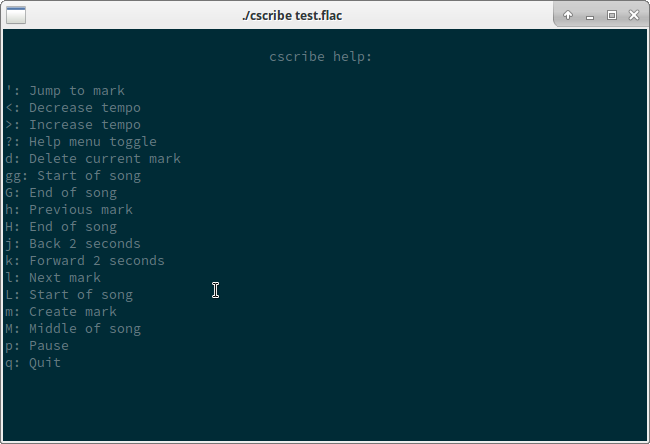 ./cscribe test.flac
cscribe help:
': Jump to mark
<: Decrease tempo
>: Increase tempo
?: Help menu toggle
d: Delete current mark
gg: Start of song
G: End of song
h: Previous mark
H: End of song
j: Back 2 seconds
k: Forward 2 seconds
l: Next mark
L: Start of song
m: Create mark
M: Middle of song
p: Pause
q: Quit